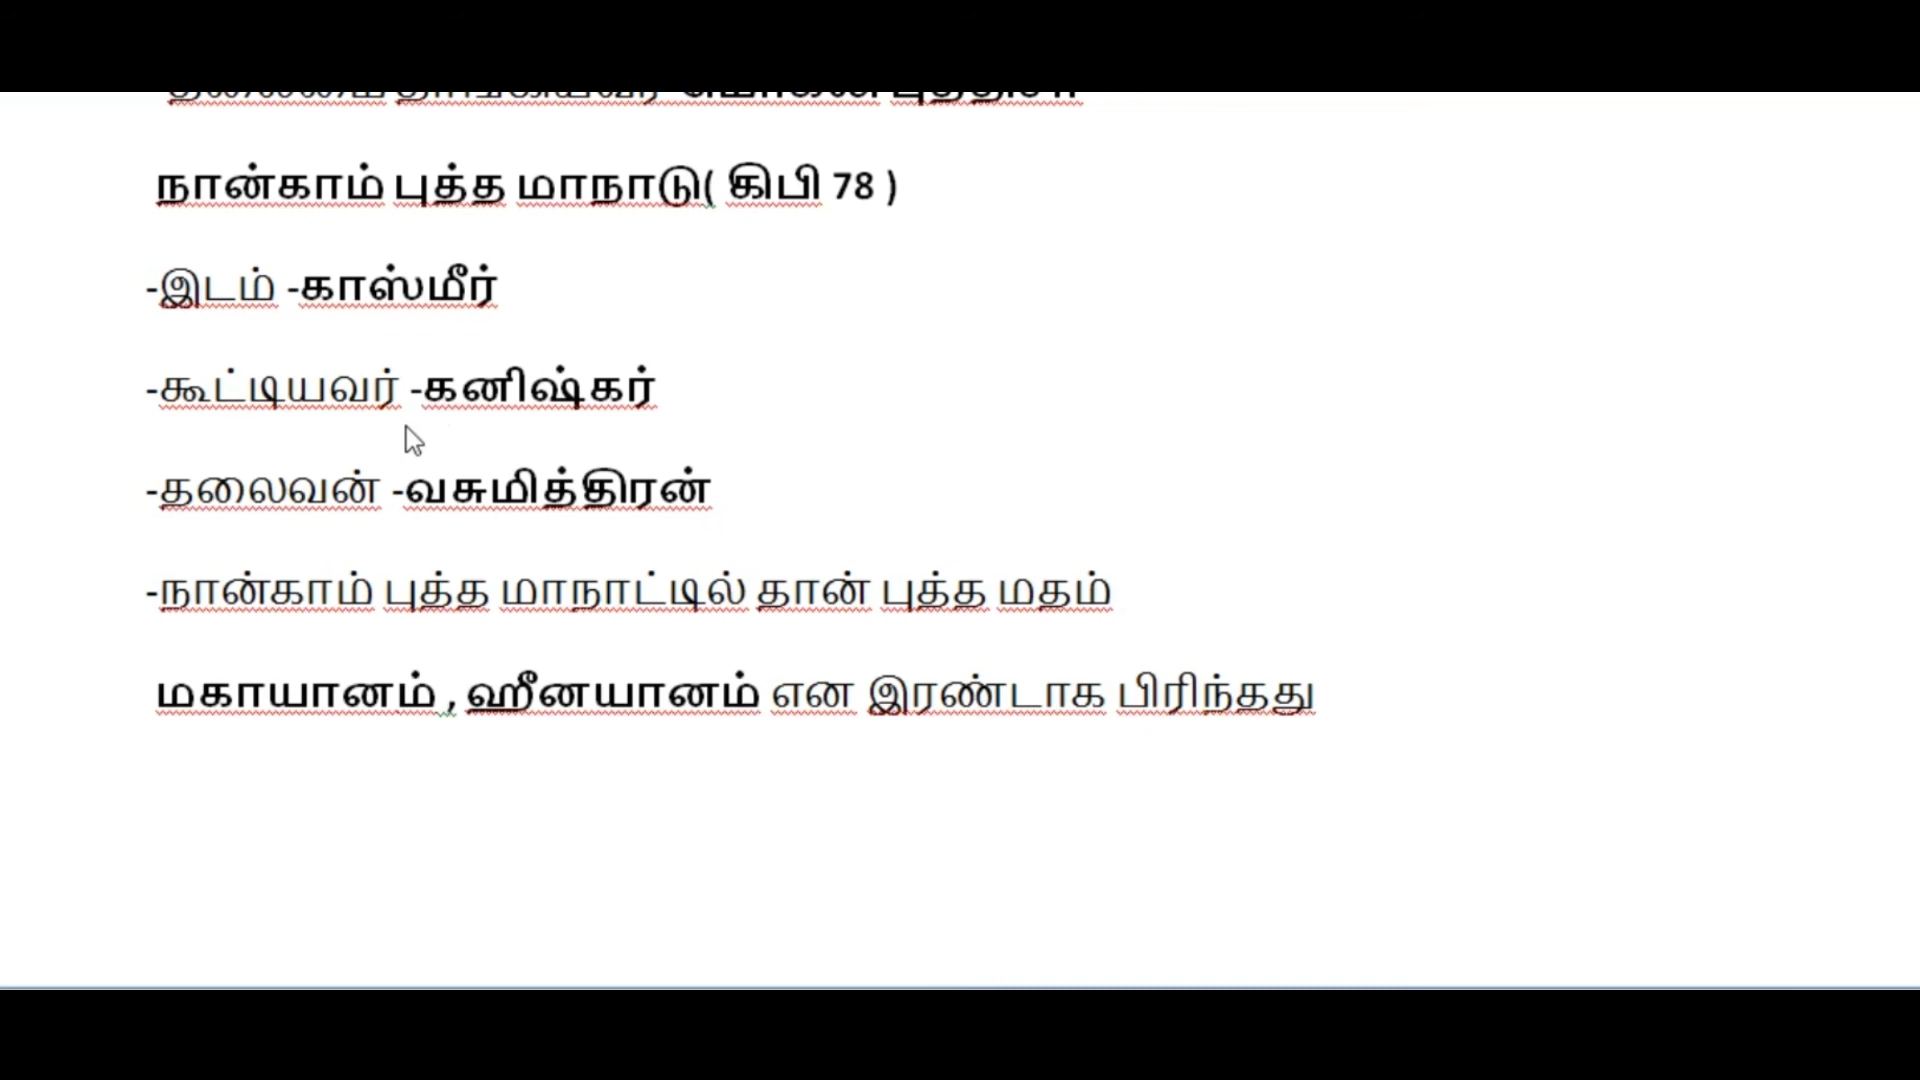 நான்காம் புத்த மாநாடு( கிபி 78 )
-இடம் -காஸ்மீர்
-கூட்டியவர் -கனிஷ்கர்
-தலைவன் -வசுமித்திரன்
-நான்காம் புத்த மாநாட்டில் தான் புத்த மதம்
மகாயானம் , ஹீனயானம் என இரண்டாக பிரிந்தது